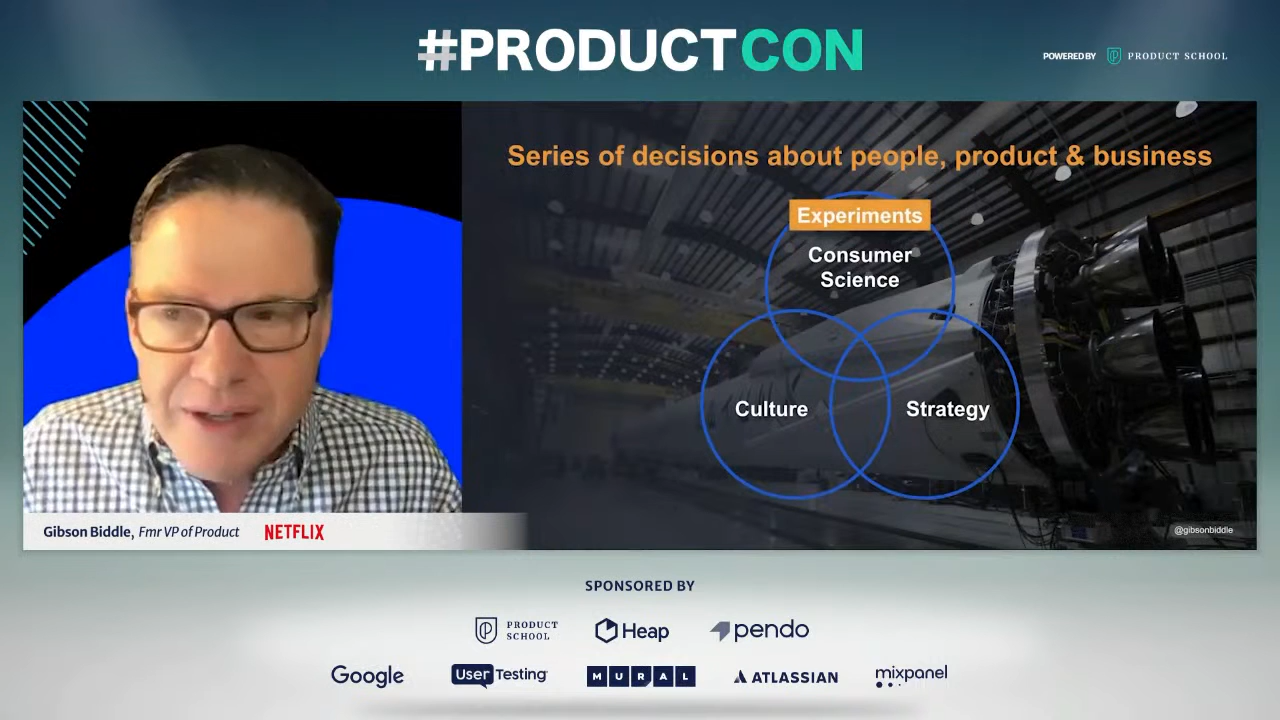 #PRODUCTCON
POWERED BY PRODUCT SCHOOL
Series of decisions about people, product & business
Experiments
Consumer
Science
Culture
Strategy
@gibsonbiddle
Gibson Biddle, Fmr VP of Product NETFLIX
SPONSORED BY
PRODUCT
SCHOOL
Heap
pendo
Google
UserTesting
MURAL
ATLASSIAN
mixpanel